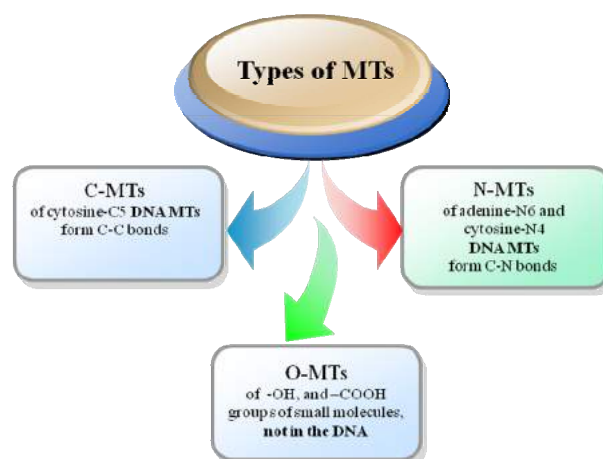 Types of MTs
C-MTs
of cytosine-C5 DNA MTs
form C-C bonds
N-MTs
of adenine-N6 and
cytosine-N4
DNA MTs
form C-N bonds
O-MTs
of -OH, and –COOH
groups of small molecules,
not in the DNA